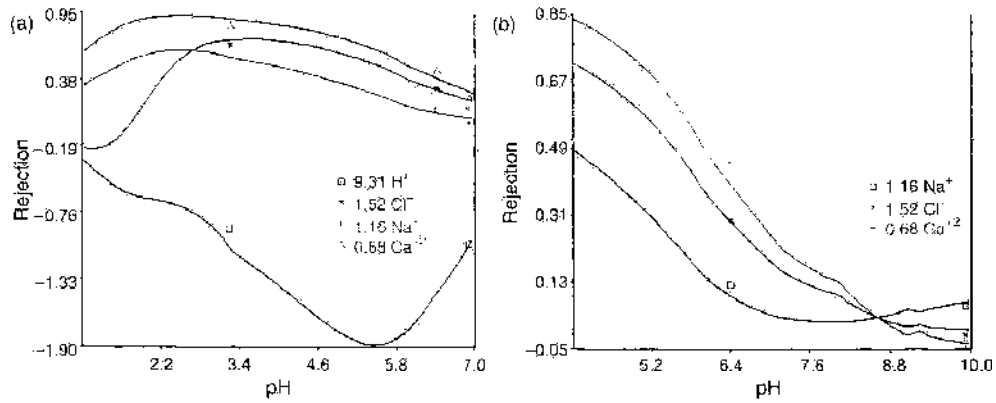 (a)
0.95
0.38
-0.19
-0.76
-1.33
-1.90
Rejection
2.2
3.4
4.6
5.8
7.0
pH
9.31 H⁺
1.52 Cl⁻
1.16 Na⁺
0.68 Ca⁺²
(b)
0.85
0.67
0.49
0.31
0.13
-0.05
Rejection
5.2
6.4
7.6
8.8
10.0
pH
1.16 Na⁺
1.52 Cl⁻
0.68 Ca⁺²